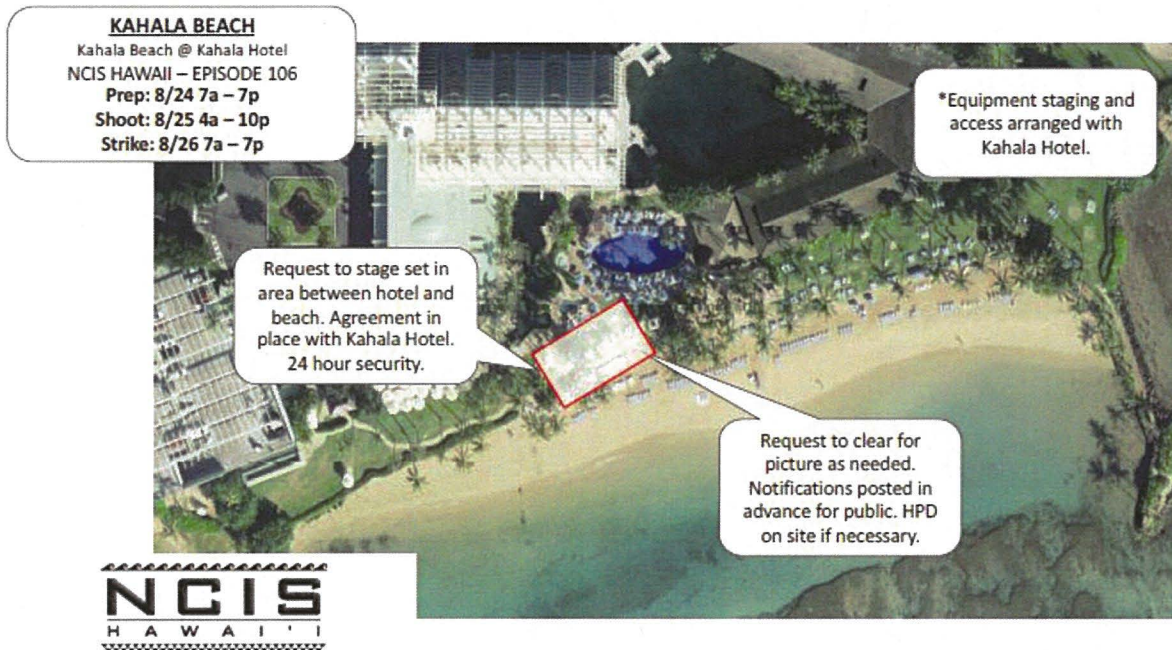 KAHALA BEACH
Kahala Beach @ Kahala Hotel
NCIS HAWAII – EPISODE 106
Prep: 8/24 7a – 7p
Shoot: 8/25 4a – 10p
Strike: 8/26 7a – 7p
*Equipment staging and
access arranged with
Kahala Hotel.
Request to stage set in
area between hotel and
beach. Agreement in
place with Kahala Hotel.
24 hour security.
Request to clear for
picture as needed.
Notifications posted in
advance for public. HPD
on site if necessary.
NCIS
HAWAI'I